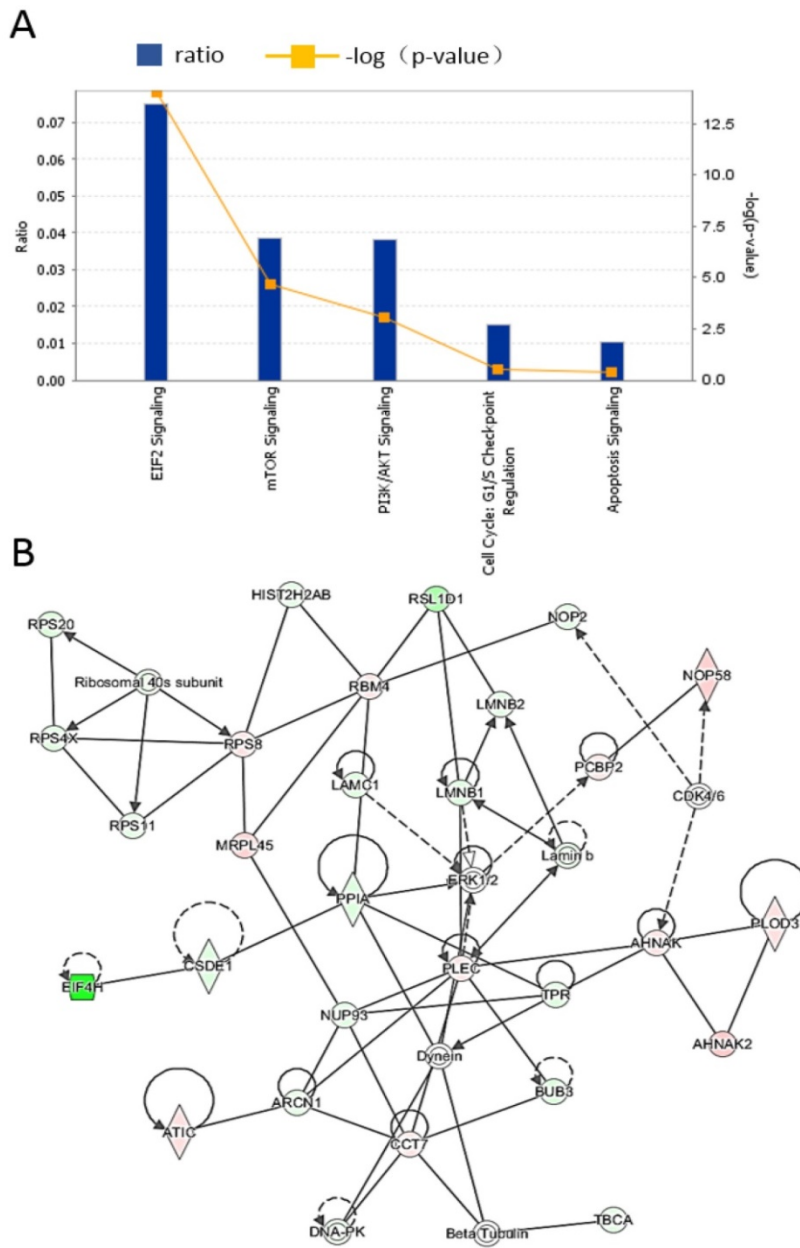 A
ratio
-log（p-value）
0.07
0.06
0.05
0.04
0.03
0.02
0.01
0.00
Ratio
12.5
10.0
7.5
5.0
2.5
0.0
-log(p-value)
EIF2 Signaling
mTOR Signaling
PI3K/AKT Signaling
Cell Cycle: G1/S Checkpoint
Regulation
Apoptosis Signaling
B
HIST2H2AB
RSL1D1
NOP2
RPS20
Ribosomal 40s subunit
RBM4
NOP58
LMNB2
RPS4X
RPS8
PCBP2
LAMC1
LMNB1
CDK4/6
RPS11
MRPL45
Lamin b
ERK1/2
PPIA
PLOD3
AHNAK
CSDE1
PLEC
EIF4H
TPR
NUP93
AHNAK2
Dynein
BUB3
ARCN1
ATIC
CCT7
DNA-PK
Beta Tubulin
TBCA